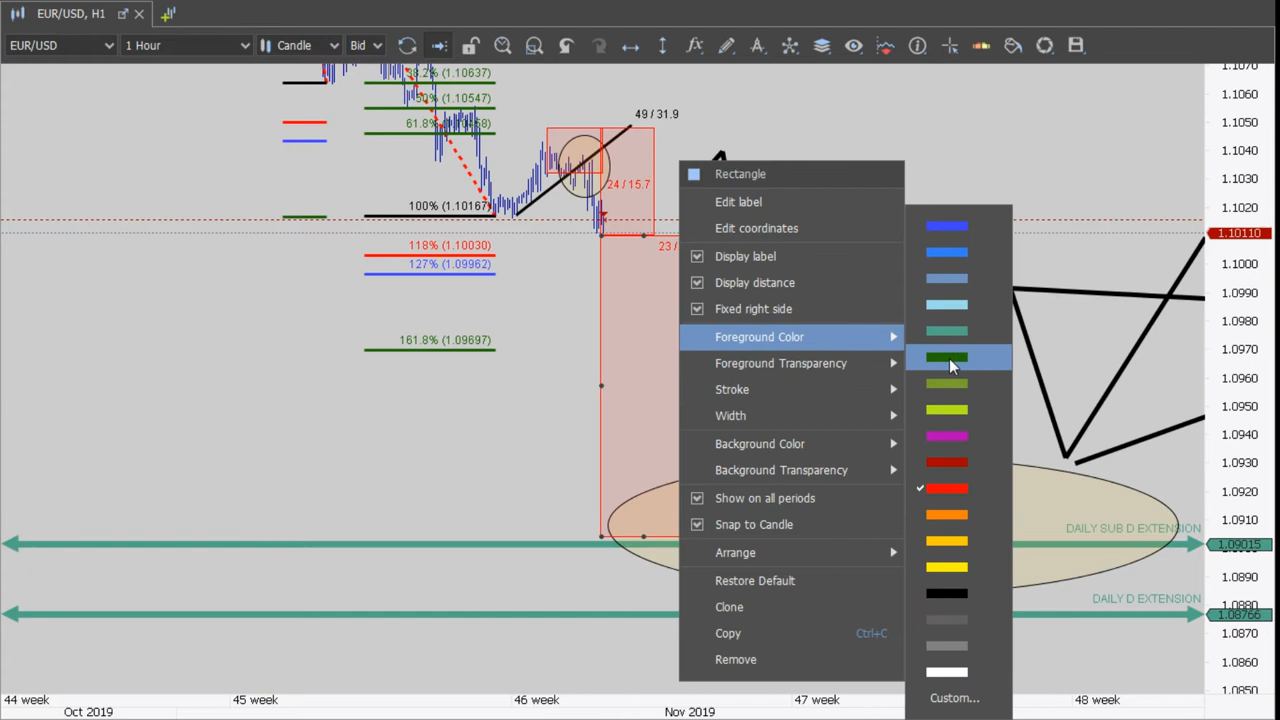 EUR/USD, H1
EUR/USD
1 Hour
Candle
Bid
38.2% (1.10637)
50% (1.10547)
61.8% (1.10458)
49 / 31.9
24 / 15.7
100% (1.10167)
118% (1.10030)
127% (1.09962)
23 /
161.8% (1.09697)
Rectangle
Edit label
Edit coordinates
Display label
Display distance
Fixed right side
Foreground Color
Foreground Transparency
Stroke
Width
Background Color
Background Transparency
Show on all periods
Snap to Candle
Arrange
Restore Default
Clone
Copy Ctrl+C
Remove
Custom...
DAILY SUB D EXTENSION
DAILY D EXTENSION
1.1070
1.1060
1.1050
1.1040
1.1030
1.1020
1.10110
1.1000
1.0990
1.0980
1.0970
1.0960
1.0950
1.0940
1.0930
1.0920
1.0910
1.09015
1.0890
1.0880
1.08766
1.0870
1.0860
1.0850
44 week
45 week
46 week
47 week
48 week
Oct 2019
Nov 2019